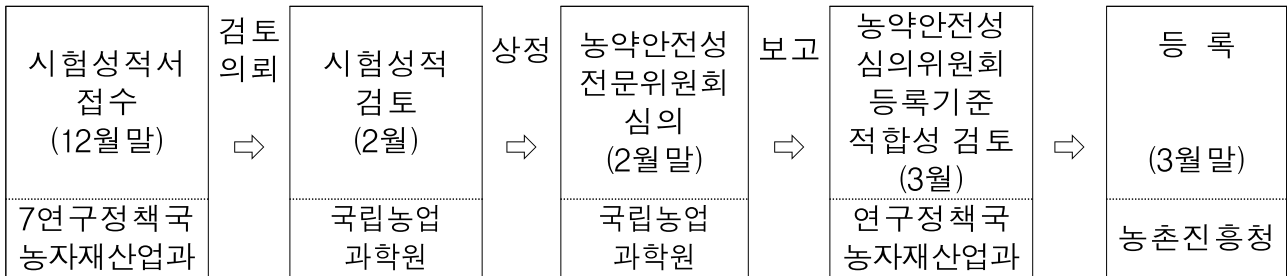 시험성적서
접수
(12월말)
7연구정책국
농자재산업과
검토
의뢰
⇨
시험성적
검토
(2월)
국립농업
과학원
상정
⇨
농약안전성
전문위원회
심의
(2월말)
국립농업
과학원
보고
⇨
농약안전성
심의위원회
등록기준
적합성 검토
(3월)
연구정책국
농자재산업과
⇨
등 록
(3월말)
농촌진흥청